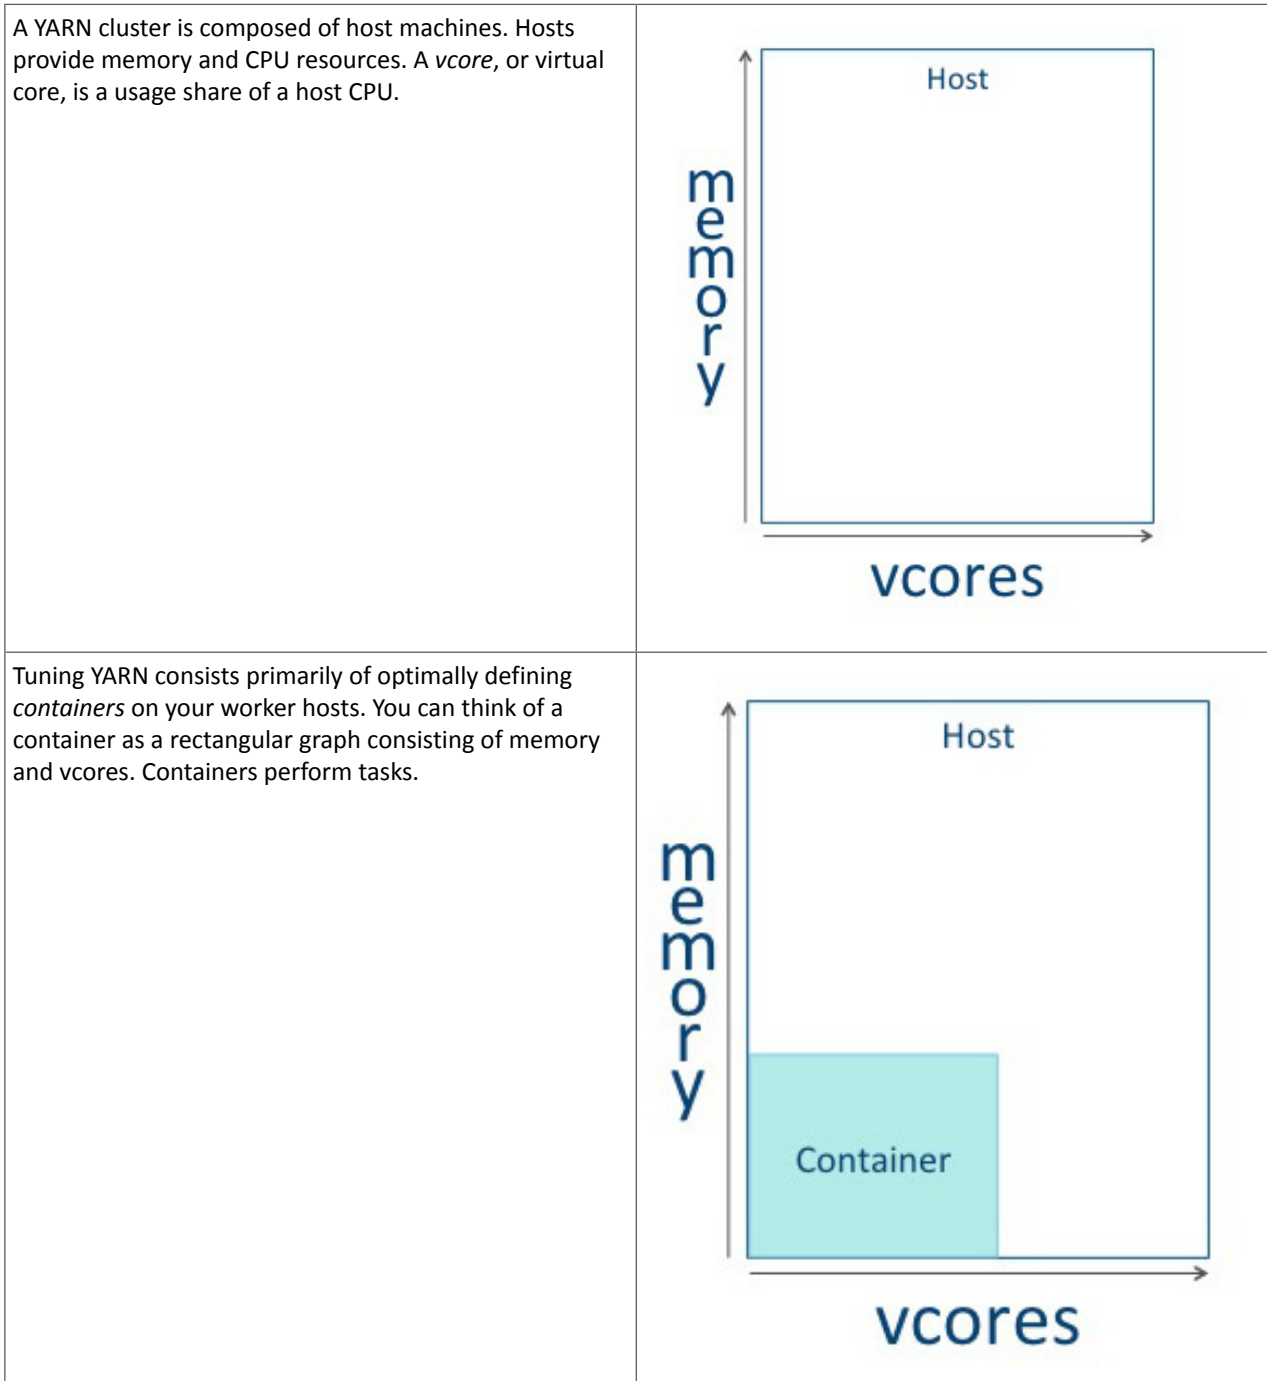 A YARN cluster is composed of host machines. Hosts
provide memory and CPU resources. A vcore, or virtual
core, is a usage share of a host CPU.
Host
memory
vcores
Tuning YARN consists primarily of optimally defining
containers on your worker hosts. You can think of a
container as a rectangular graph consisting of memory
and vcores. Containers perform tasks.
Host
memory
Container
vcores